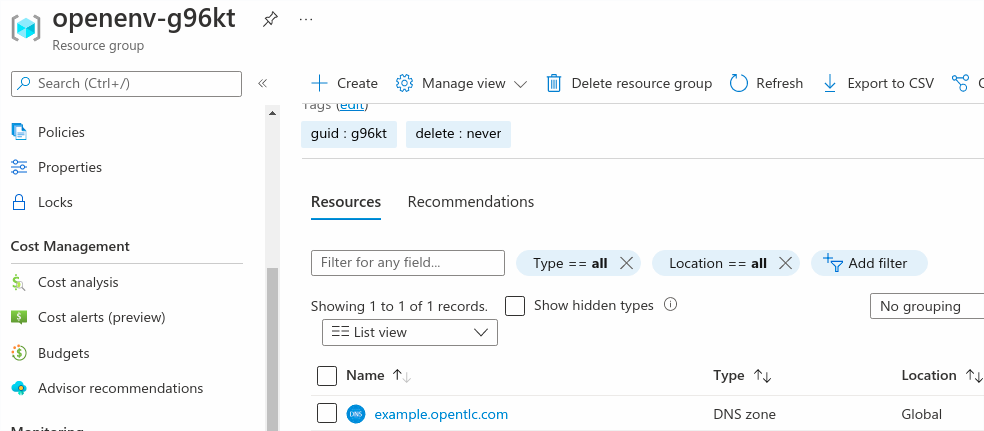 openenv-g96kt
Resource group
Search (Ctrl+/)
Policies
Properties
Locks
Cost Management
Cost analysis
Cost alerts (preview)
Budgets
Advisor recommendations
Monitoring
Create
Manage view
Delete resource group
Refresh
Export to CSV
Tags (edit)
guid : g96kt
delete : never
Resources
Recommendations
Filter for any field...
Type == all
Location == all
Add filter
Showing 1 to 1 of 1 records.
Show hidden types
No grouping
List view
Name
Type
Location
DNS
example.opentlc.com
DNS zone
Global